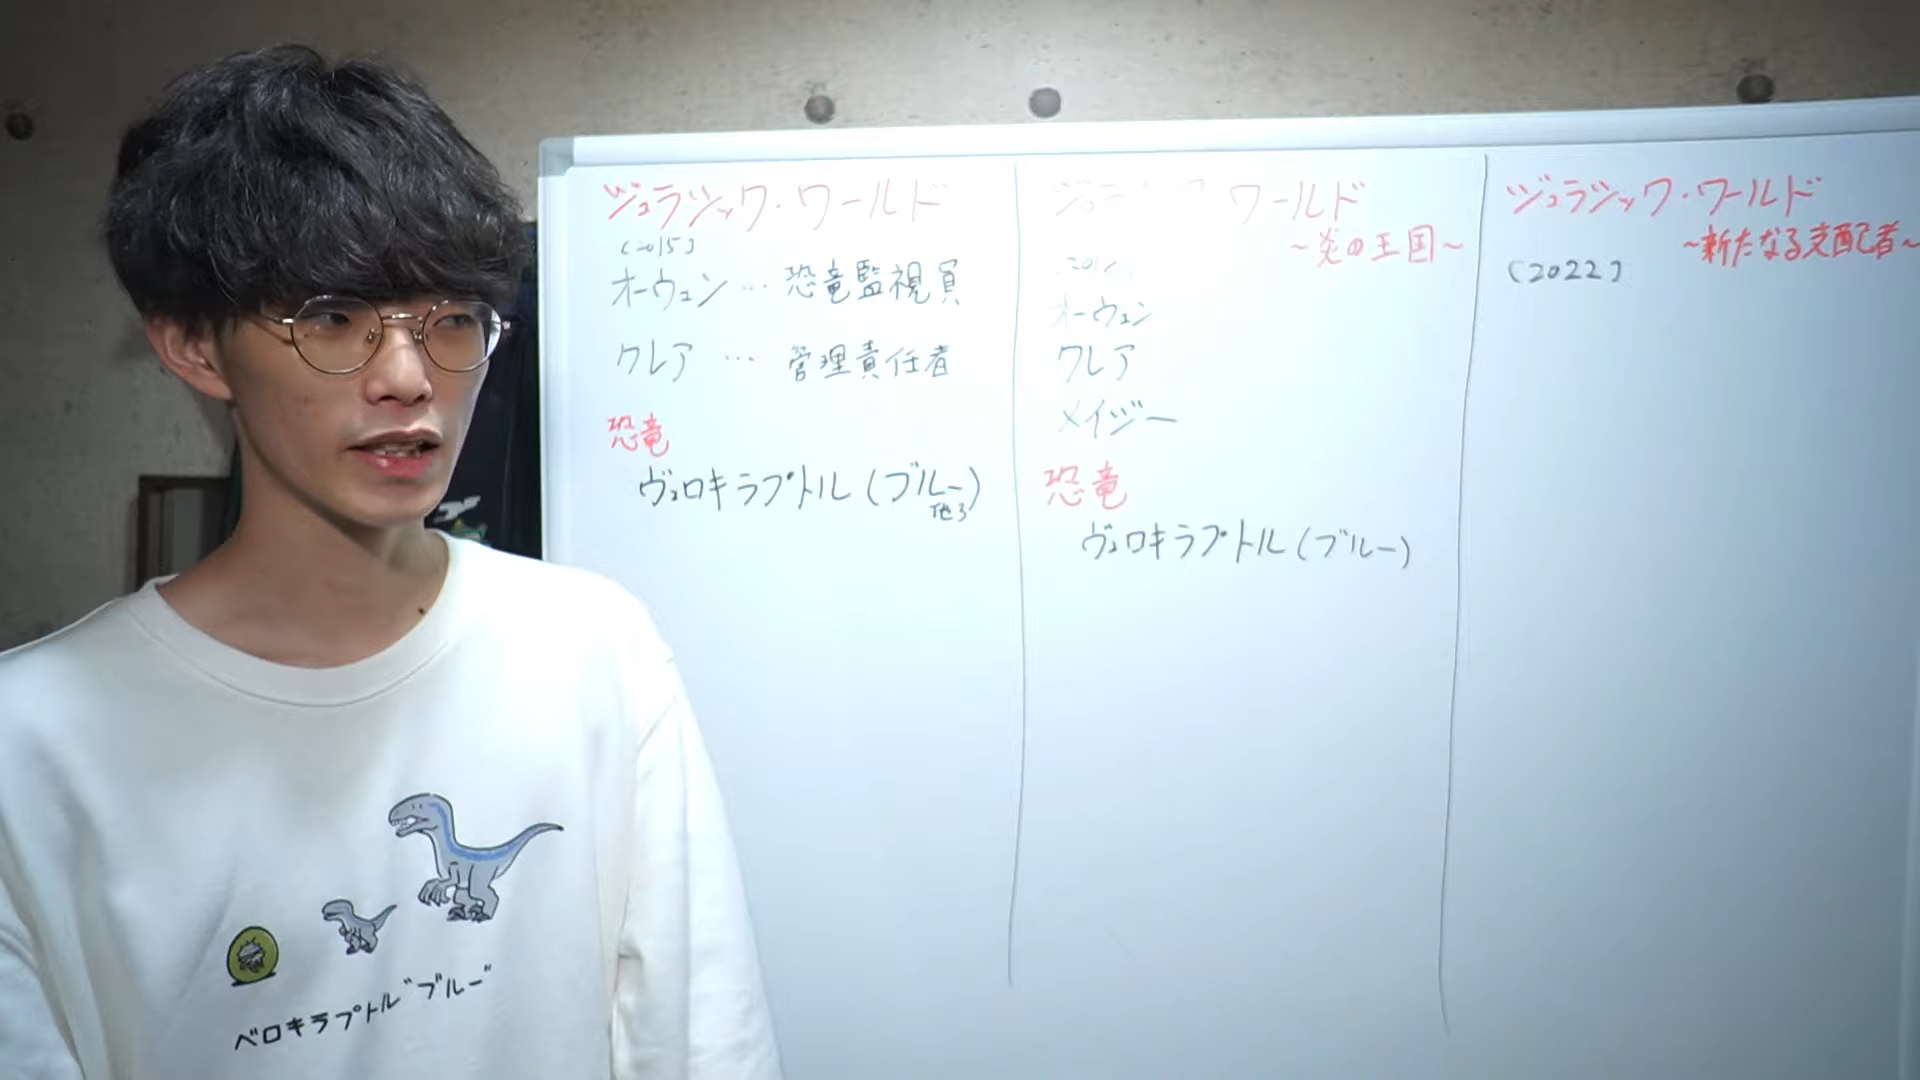 ジュラシック・ワールド
(2015)
オーウェン … 恐竜監視員
クレア … 管理責任者
恐竜
ヴェロキラプトル (ブルー)
他3
ジュラ ワールド
~炎の王国~
オーウェン
クレア
メイジー
恐竜
ヴェロキラプトル (ブルー)
ジュラシック・ワールド
~新たなる支配者~
(2022)
ベロキラプトル"ブルー"